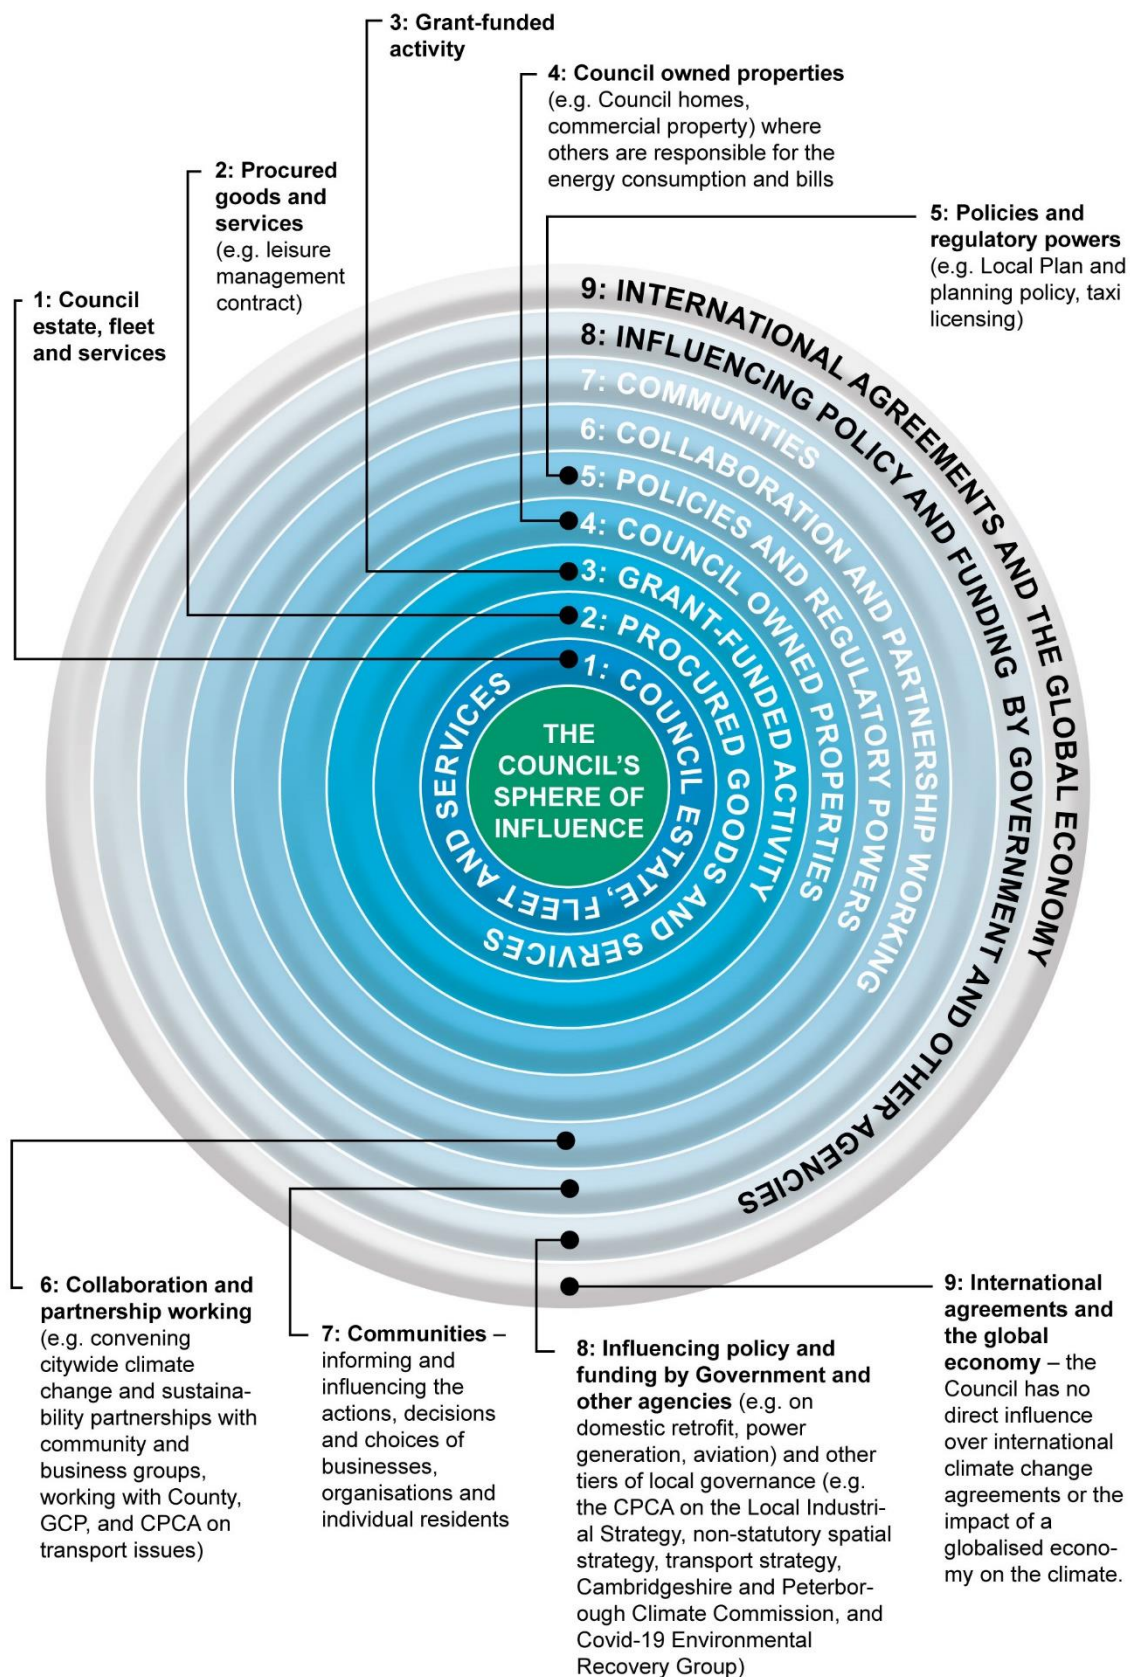 3: Grant-funded
activity
4: Council owned properties
(e.g. Council homes,
commercial property) where
others are responsible for the
energy consumption and bills
2: Procured
goods and
services
(e.g. leisure
management
contract)
5: Policies and
regulatory powers
(e.g. Local Plan and
planning policy, taxi
licensing)
1: Council
estate, fleet
and services
9: INTERNATIONAL AGREEMENTS AND THE GLOBAL ECONOMY
8: INFLUENCING POLICY AND FUNDING BY GOVERNMENT AND OTHER AGENCIES
7: COMMUNITIES
6: COLLABORATION AND PARTNERSHIP WORKING
5: POLICIES AND REGULATORY POWERS
4: COUNCIL OWNED PROPERTIES
3: GRANT-FUNDED ACTIVITY
2: PROCURED GOODS AND SERVICES
1: COUNCIL ESTATE, FLEET AND SERVICES
THE
COUNCIL'S
SPHERE OF
INFLUENCE
6: Collaboration and
partnership working
(e.g. convening
citywide climate
change and sustaina-
bility partnerships with
community and
business groups,
working with County,
GCP, and CPCA on
transport issues)
7: Communities –
informing and
influencing the
actions, decisions
and choices of
businesses,
organisations and
individual residents
8: Influencing policy and
funding by Government and
other agencies (e.g. on
domestic retrofit, power
generation, aviation) and other
tiers of local governance (e.g.
the CPCA on the Local Industri-
al Strategy, non-statutory spatial
strategy, transport strategy,
Cambridgeshire and Peterbor-
ough Climate Commission, and
Covid-19 Environmental
Recovery Group)
9: International
agreements and
the global
economy – the
Council has no
direct influence
over international
climate change
agreements or the
impact of a
globalised econo-
my on the climate.